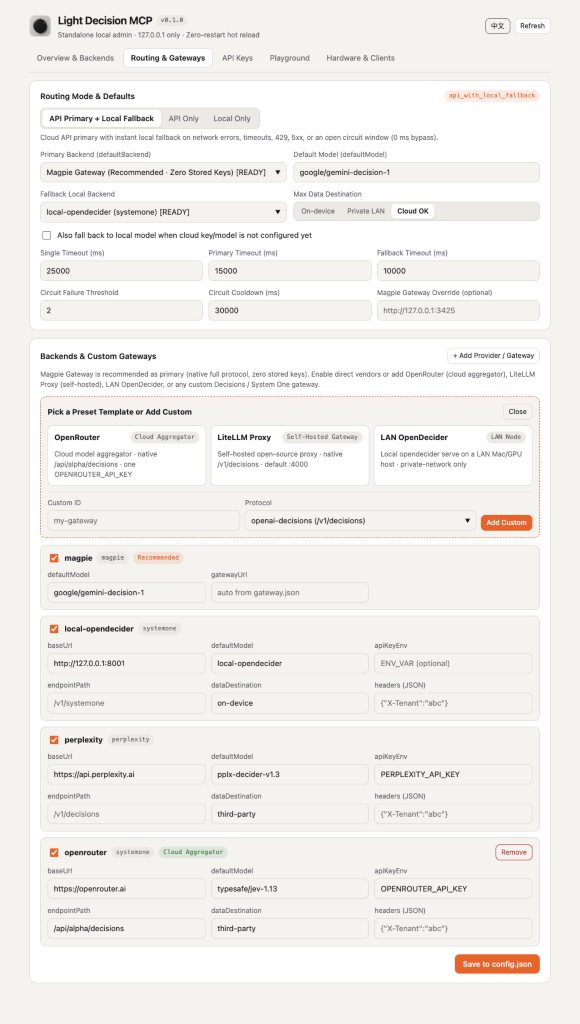 Light Decision MCP v0.1.0
Standalone local admin · 127.0.0.1 only · Zero-restart hot reload
中文
Refresh
Overview & Backends
Routing & Gateways
API Keys
Playground
Hardware & Clients
Routing Mode & Defaults
api_with_local_fallback
API Primary + Local Fallback
API Only
Local Only
Cloud API primary with instant local fallback on network errors, timeouts, 429, 5xx, or an open circuit window (0 ms bypass).
Primary Backend (defaultBackend)
Default Model (defaultModel)
Magpie Gateway (Recommended · Zero Stored Keys) [READY] ▼
google/gemini-decision-1
Fallback Local Backend
Max Data Destination
local-opendecider (systemone) [READY] ▼
On-device
Private LAN
Cloud OK
Also fall back to local model when cloud key/model is not configured yet
Single Timeout (ms)
Primary Timeout (ms)
Fallback Timeout (ms)
25000
15000
10000
Circuit Failure Threshold
Circuit Cooldown (ms)
Magpie Gateway Override (optional)
2
30000
http://127.0.0.1:3425
Backends & Custom Gateways
+ Add Provider / Gateway
Magpie Gateway is recommended as primary (native full protocol, zero stored keys). Enable direct vendors or add OpenRouter (cloud aggregator), LiteLLM
Proxy (self-hosted), LAN OpenDecider, or any custom Decisions / System One gateway.
Pick a Preset Template or Add Custom
Close
OpenRouter
Cloud Aggregator
Cloud model aggregator · native
/api/alpha/decisions · one
OPENROUTER_API_KEY
LiteLLM Proxy
Self-Hosted Gateway
Self-hosted open-source proxy · native
/v1/decisions · default :4000
LAN OpenDecider
LAN Node
Local opendecider serve on a LAN Mac/GPU
host · private-network only
Custom ID
Protocol
my-gateway
openai-decisions (/v1/decisions) ▼
Add Custom
magpie
magpie
Recommended
defaultModel
gatewayUrl
google/gemini-decision-1
auto from gateway.json
local-opendecider
systemone
baseUrl
defaultModel
apiKeyEnv
http://127.0.0.1:8001
local-opendecider
ENV_VAR (optional)
endpointPath
dataDestination
headers (JSON)
/v1/systemone
on-device
{"X-Tenant":"abc"}
perplexity
perplexity
baseUrl
defaultModel
apiKeyEnv
https://api.perplexity.ai
pplx-decider-v1.3
PERPLEXITY_API_KEY
endpointPath
dataDestination
headers (JSON)
/v1/decisions
third-party
{"X-Tenant":"abc"}
openrouter
systemone
Cloud Aggregator
Remove
baseUrl
defaultModel
apiKeyEnv
https://openrouter.ai
typesafe/jev-1.13
OPENROUTER_API_KEY
endpointPath
dataDestination
headers (JSON)
/api/alpha/decisions
third-party
{"X-Tenant":"abc"}
Save to config.json